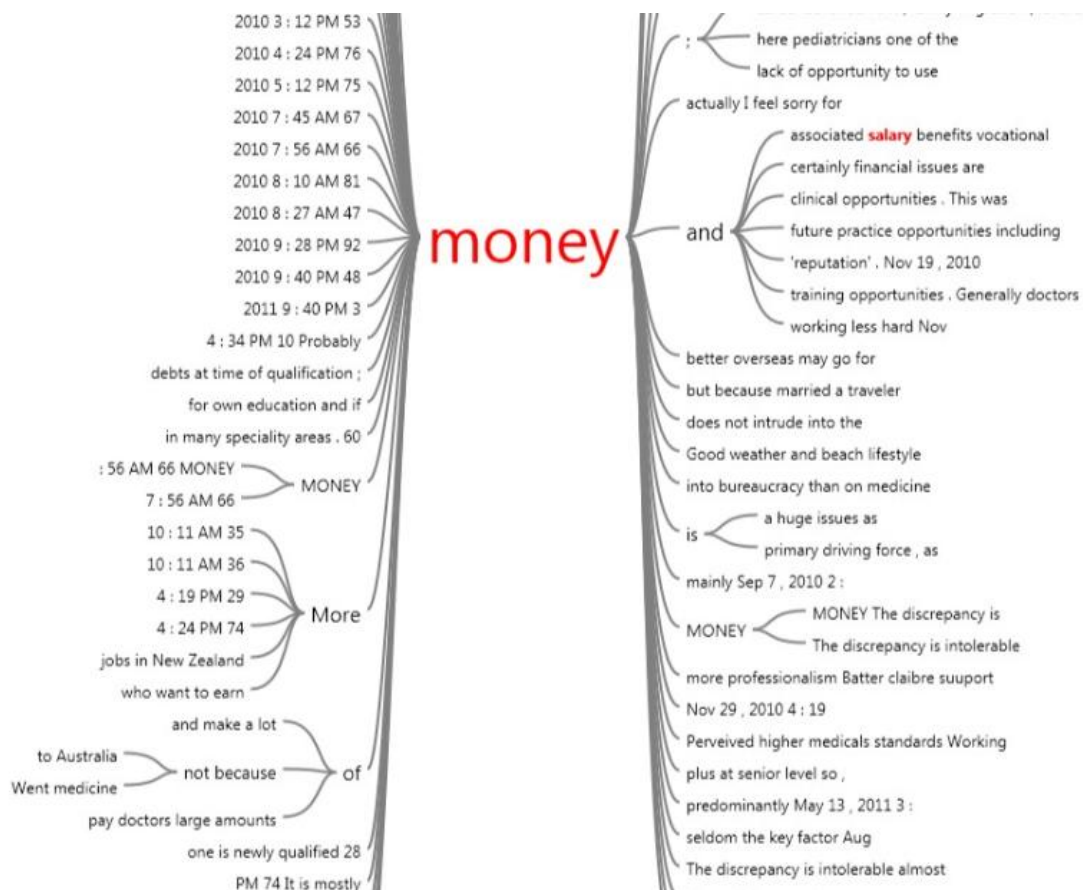 2010 3 : 12 PM 53
2010 4 : 24 PM 76
2010 5 : 12 PM 75
2010 7 : 45 AM 67
2010 7 : 56 AM 66
2010 8 : 10 AM 81
2010 8 : 27 AM 47
2010 9 : 28 PM 92
2010 9 : 40 PM 48
2011 9 : 40 PM 3
4 : 34 PM 10 Probably
debts at time of qualification ;
for own education and if
in many speciality areas . 60
: 56 AM 66 MONEY
7 : 56 AM 66
MONEY
10 : 11 AM 35
10 : 11 AM 36
4 : 19 PM 29
4 : 24 PM 74
jobs in New Zealand
who want to earn
More
and make a lot
to Australia
Went medicine
not because
pay doctors large amounts
of
one is newly qualified 28
PM 74 It is mostly
money
;
here pediatricians one of the
lack of opportunity to use
actually I feel sorry for
and
associated salary benefits vocational
certainly financial issues are
clinical opportunities . This was
future practice opportunities including
'reputation' . Nov 19 , 2010
training opportunities . Generally doctors
working less hard Nov
better overseas may go for
but because married a traveler
does not intrude into the
Good weather and beach lifestyle
into bureaucracy than on medicine
is
a huge issues as
primary driving force , as
mainly Sep 7 , 2010 2 :
MONEY
MONEY The discrepancy is
The discrepancy is intolerable
more professionalism Batter claibre suuport
Nov 29 , 2010 4 : 19
Perveived higher medicals standards Working
plus at senior level so ,
predominantly May 13 , 2011 3 :
seldom the key factor Aug
The discrepancy is intolerable almost